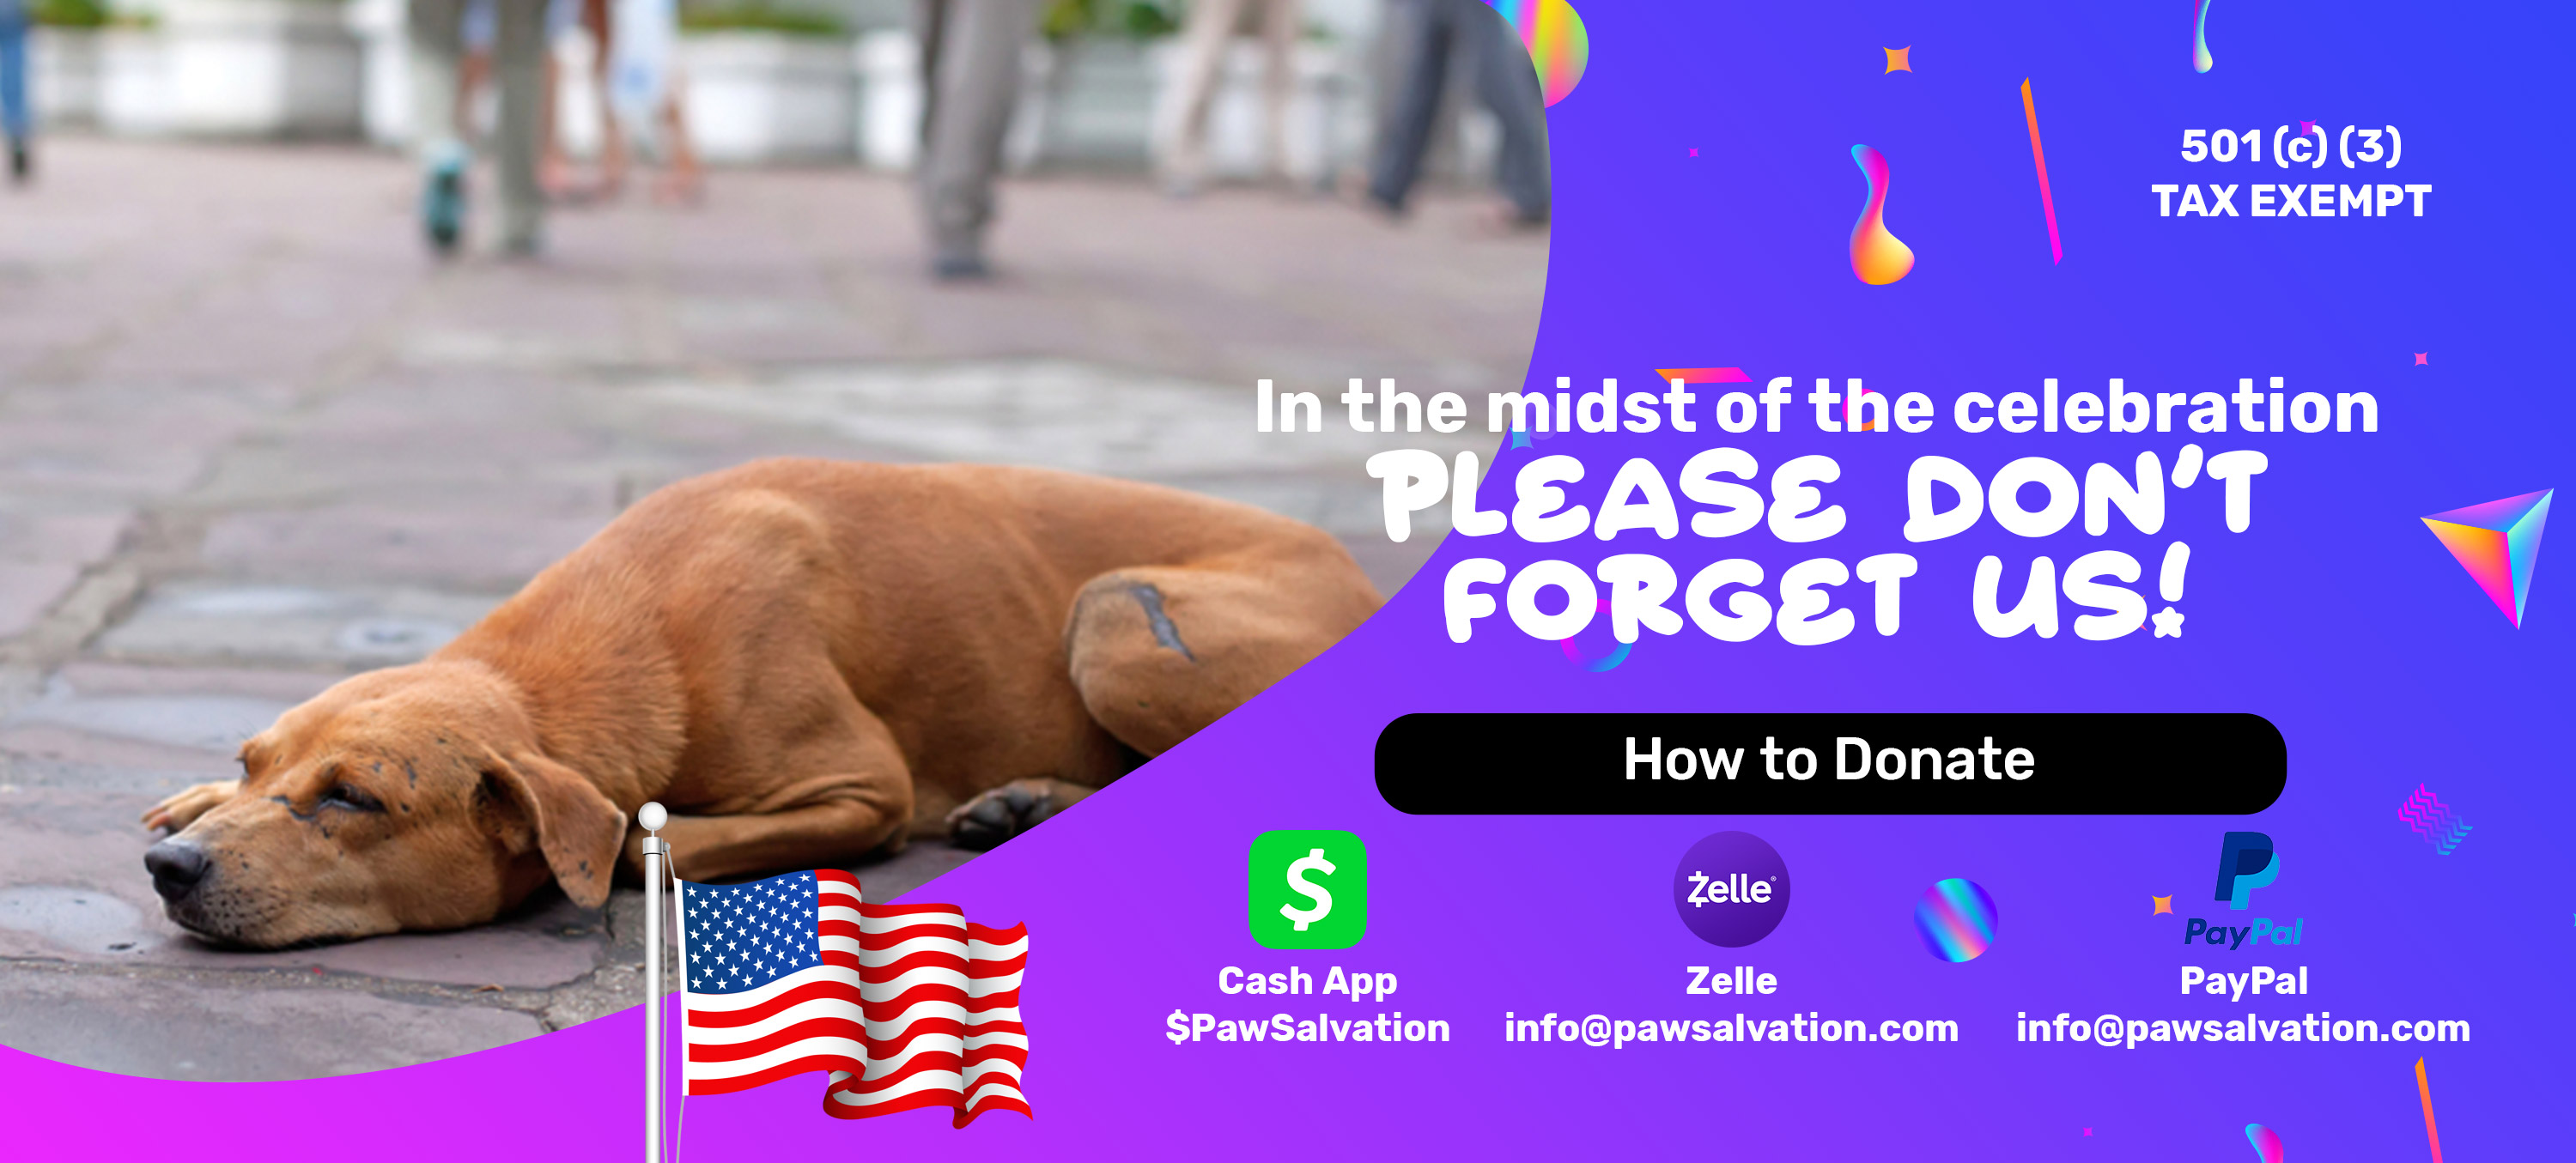 501 (c) (3)
TAX EXEMPT
In the midst of the celebration
PLEASE DON'T
FORGET US!
How to Donate
$
Zelle®
PayPal
Cash App
$PawSalvation
Zelle
info@pawsalvation.com
PayPal
info@pawsalvation.com